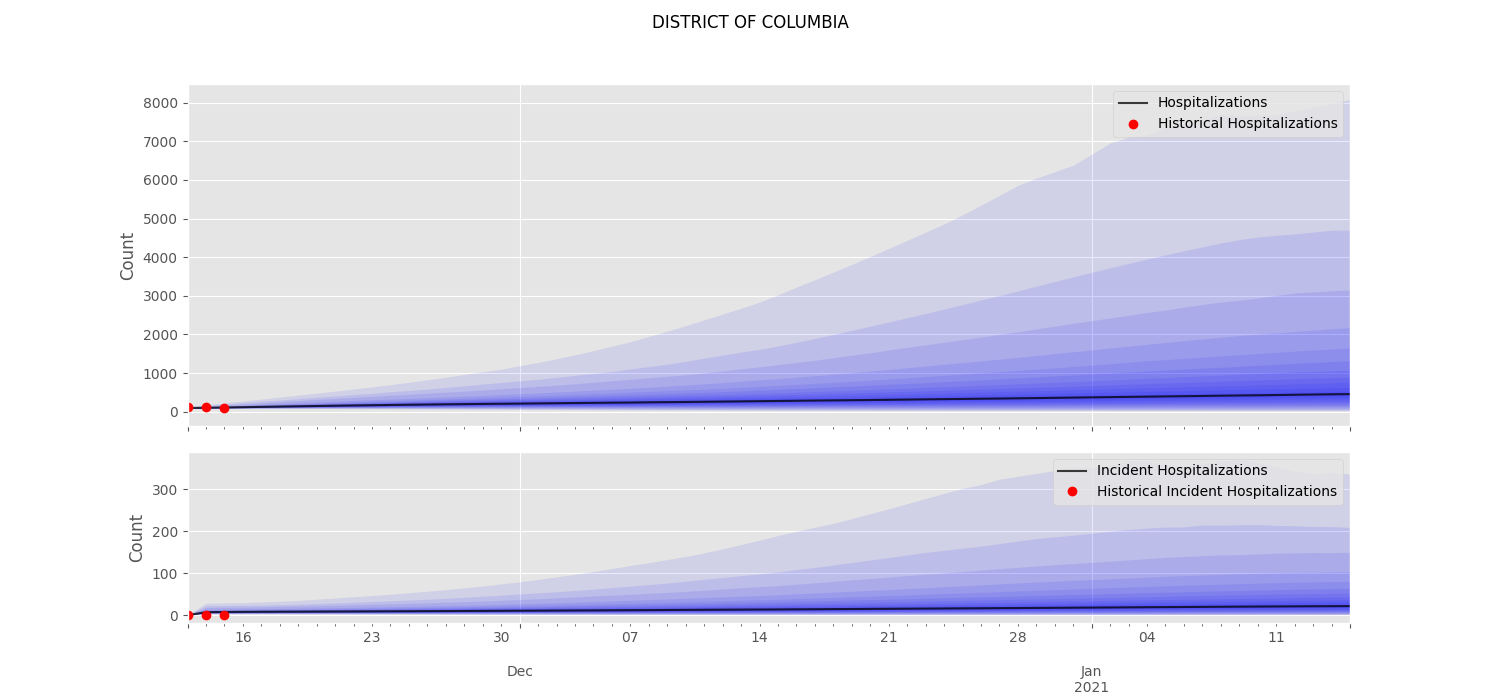 DISTRICT OF COLUMBIA
Hospitalizations
Historical Hospitalizations
8000
7000
6000
5000
4000
3000
2000
1000
0
Count
Incident Hospitalizations
Historical Incident Hospitalizations
300
200
100
0
Count
16 23 30 07 14 21 28 04 11
Dec Jan
2021